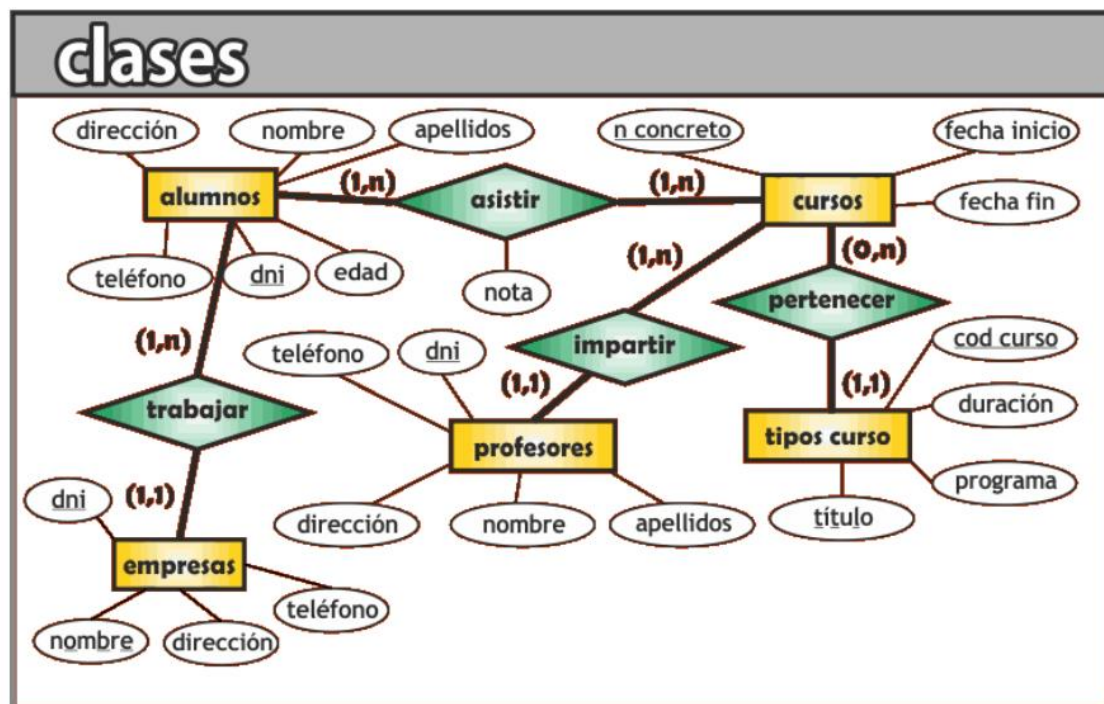 clases
dirección
nombre
apellidos
n concreto
fecha inicio
alumnos
(1,n)
asistir
(1,n)
cursos
fecha fin
teléfono
dni
edad
nota
(1,n)
(0,n)
pertenecer
(1,n)
teléfono
dni
impartir
cod curso
trabajar
(1,1)
(1,1)
duración
profesores
tipos curso
dni
(1,1)
programa
dirección
nombre
apellidos
título
empresas
teléfono
nombre
dirección